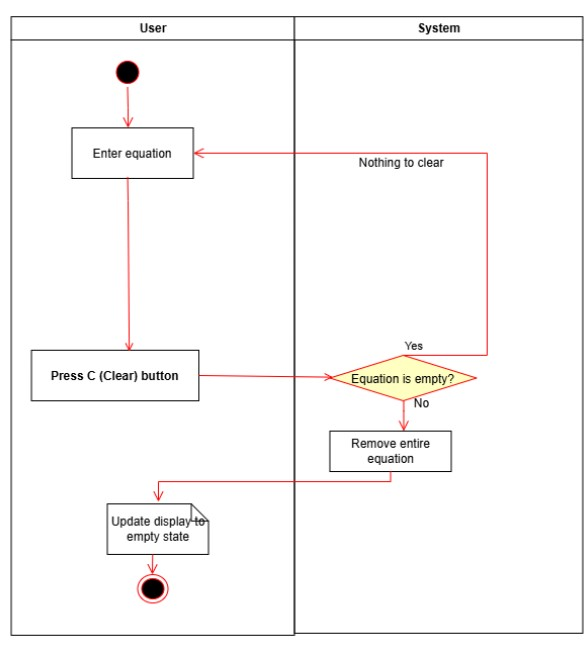 User
System
Enter equation
Nothing to clear
Yes
Press C (Clear) button
Equation is empty?
No
Remove entire
equation
Update display to
empty state